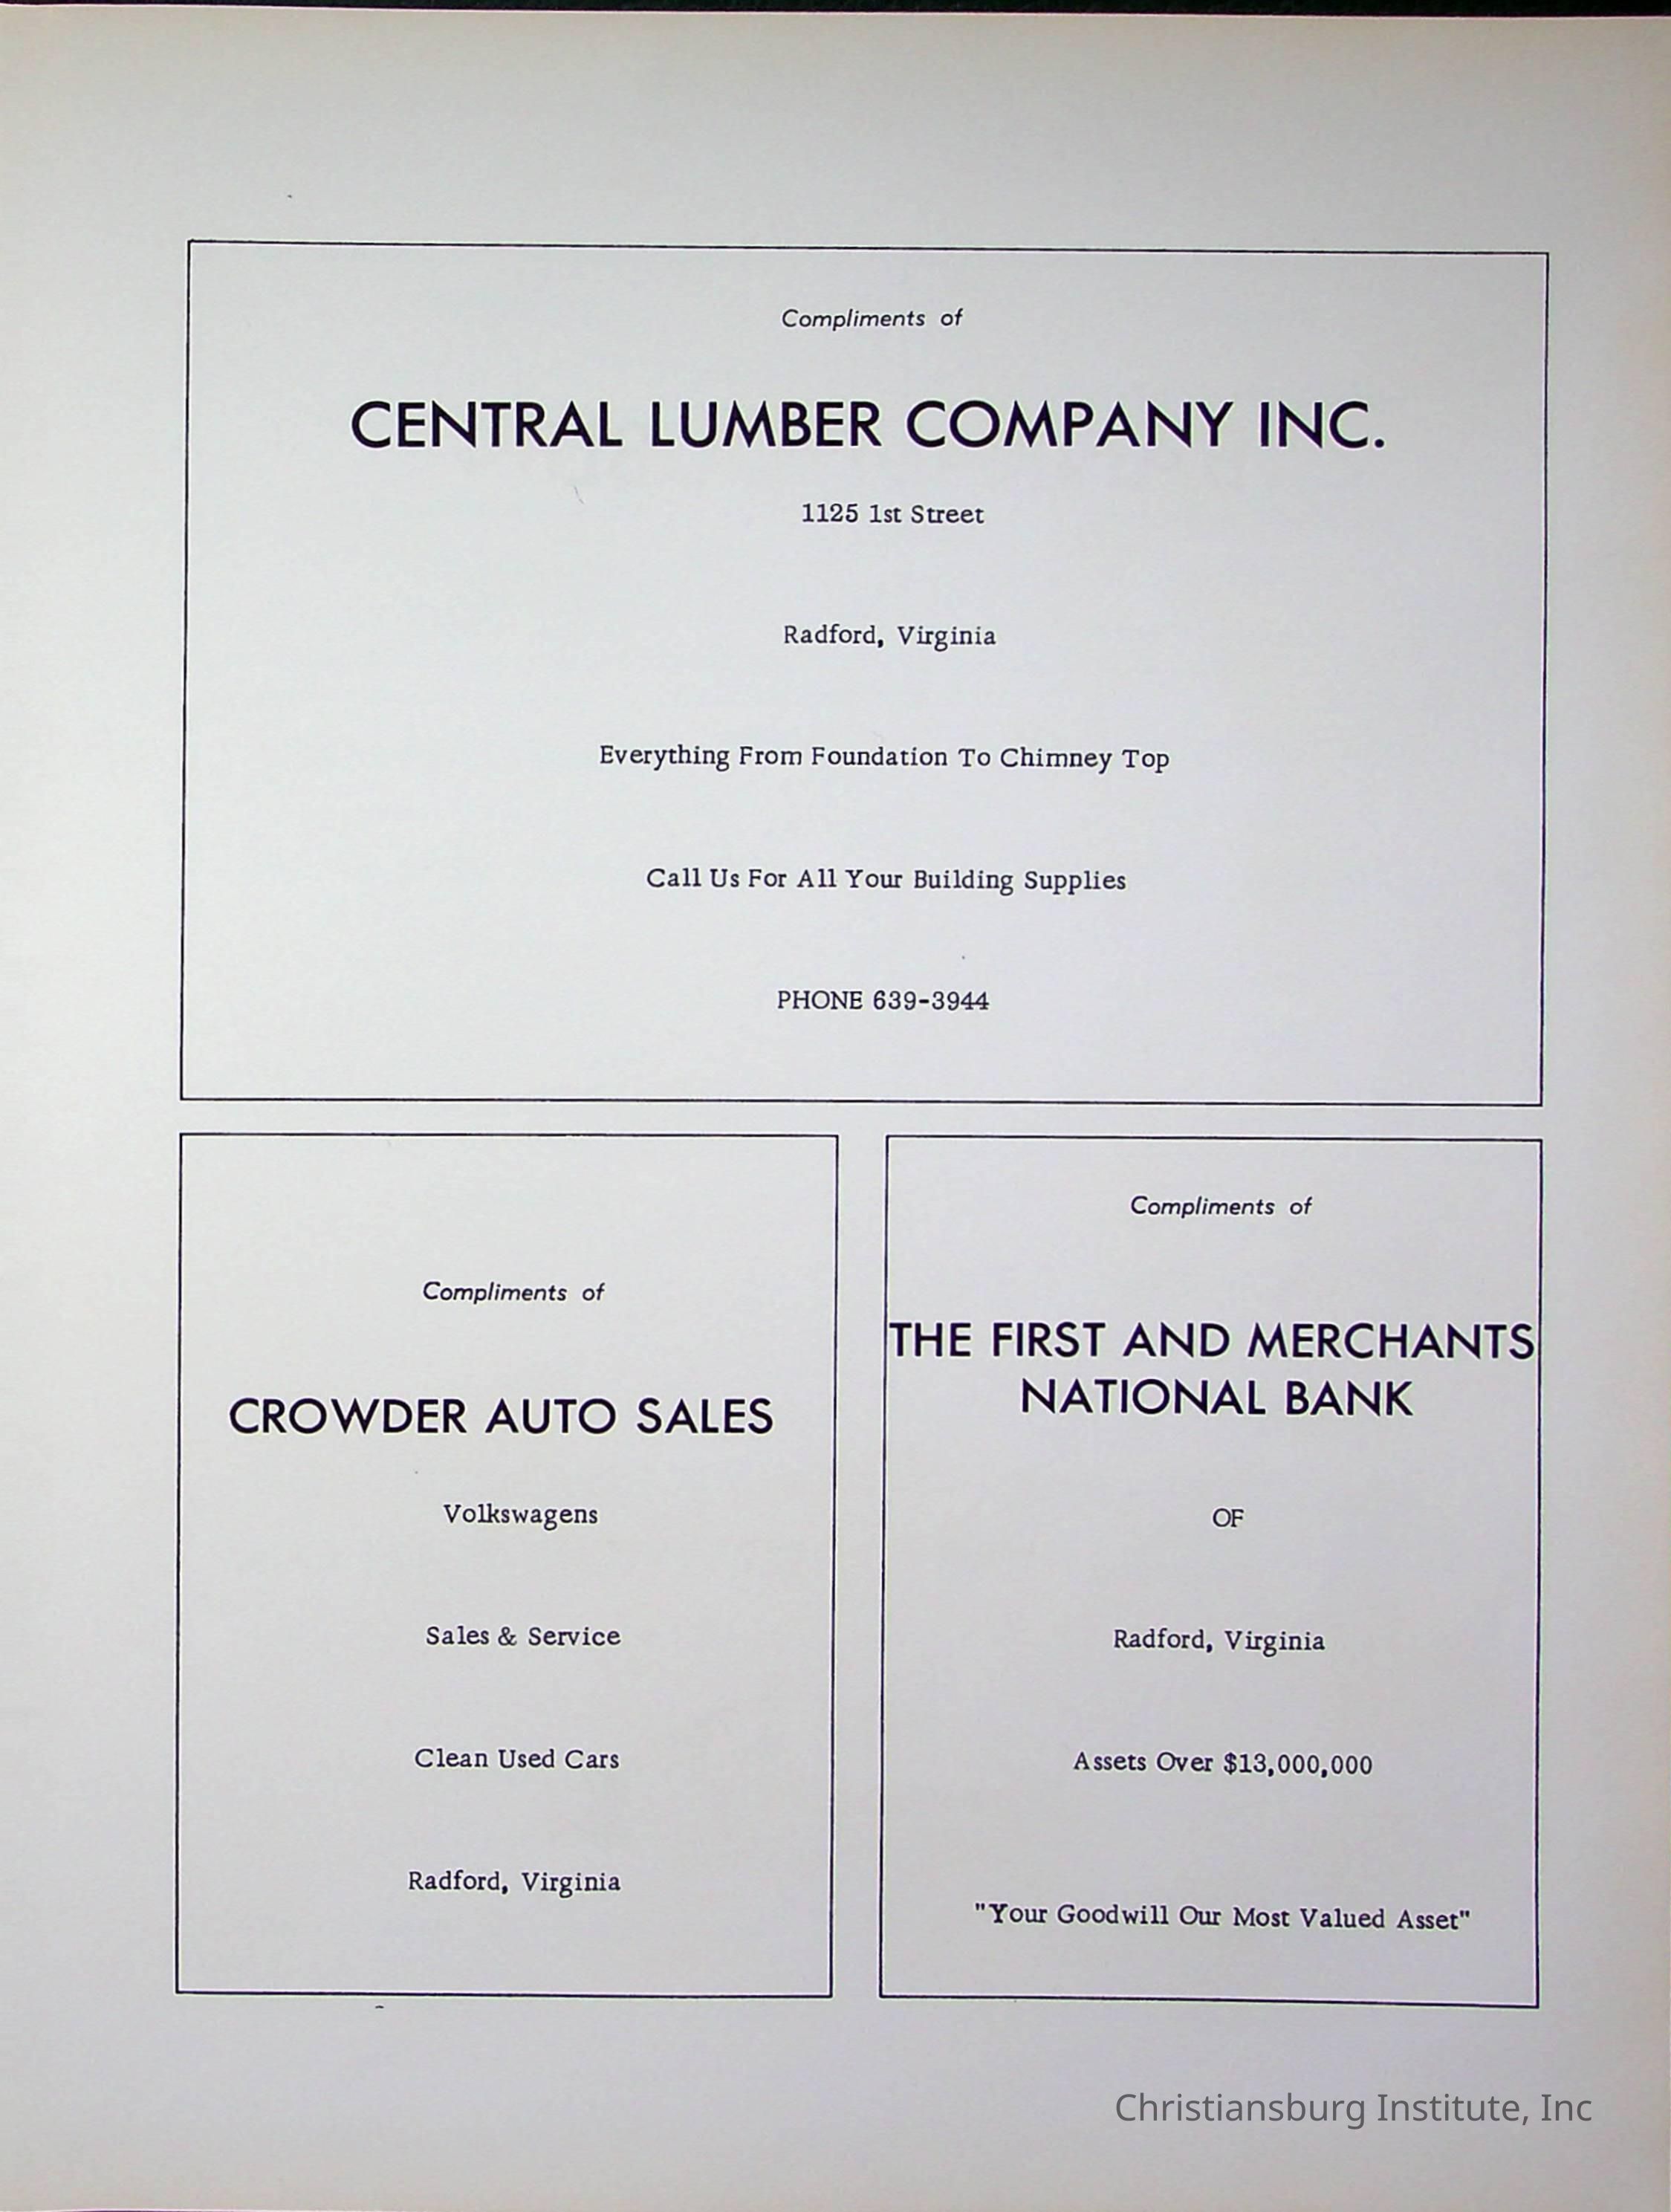 Compliments of
CENTRAL LUMBER COMPANY INC.
1125 1st Street
Radford, Virginia
Everything From Foundation To Chimney Top
Call Us For All Your Building Supplies
PHONE 639-3944
Compliments of
CROWDER AUTO SALES
Volkswagens
Sales & Service
Clean Used Cars
Radford, Virginia
Compliments of
THE FIRST AND MERCHANTS
NATIONAL BANK
OF
Radford, Virginia
Assets Over $13,000,000
"Your Goodwill Our Most Valued Asset"
Christiansburg Institute, Inc